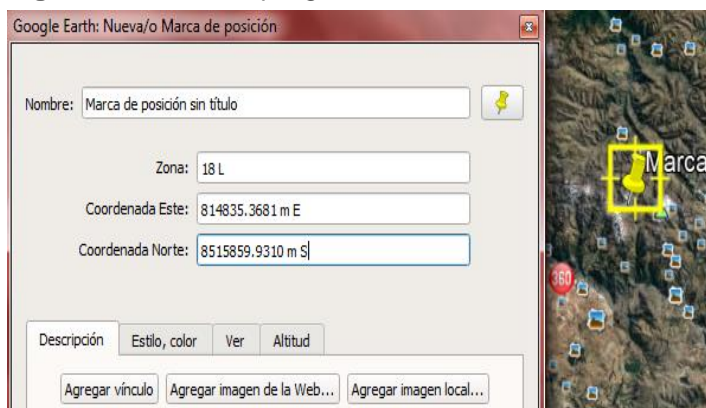 Google Earth: Nueva/o Marca de posición
Nombre: Marca de posición sin título
Zona: 18 L
Coordenada Este: 814835.3681 m E
Coordenada Norte: 8515859.9310 m S
Descripción Estilo, color Ver Altitud
Agregar vínculo Agregar imagen de la Web... Agregar imagen local...
Marca
360